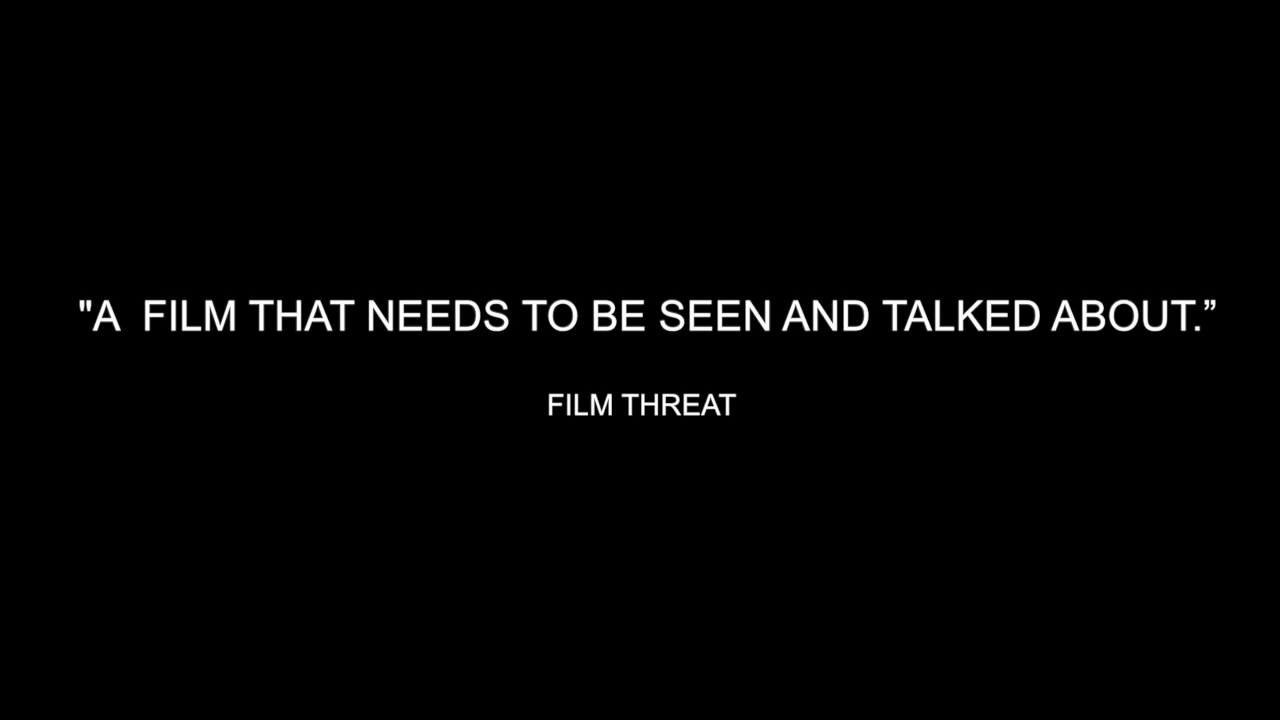 "A  FILM THAT NEEDS TO BE SEEN AND TALKED ABOUT.”
FILM THREAT